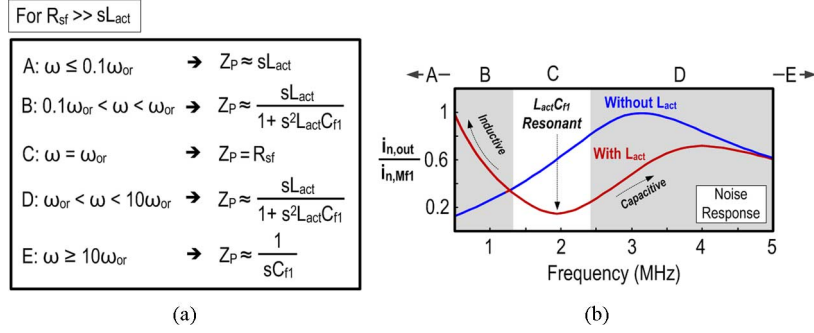 For Rsf >> sLact
A: ω ≤ 0.1ωor ➔ ZP ≈ sLact
B: 0.1ωor < ω < ωor ➔ ZP ≈ sLact / 1+ s²LactCf1
C: ω = ωor ➔ ZP = Rsf
D: ωor < ω < 10ωor ➔ ZP ≈ sLact / 1+ s²LactCf1
E: ω ≥ 10ωor ➔ ZP ≈ 1 / sCf1
(a)
A B C D E
LactCf1
Resonant
Without Lact
With Lact
Inductive
Capacitive
Noise
Response
in,out
in,Mf1
1
0.6
0.2
1 2 3 4 5
Frequency (MHz)
(b)